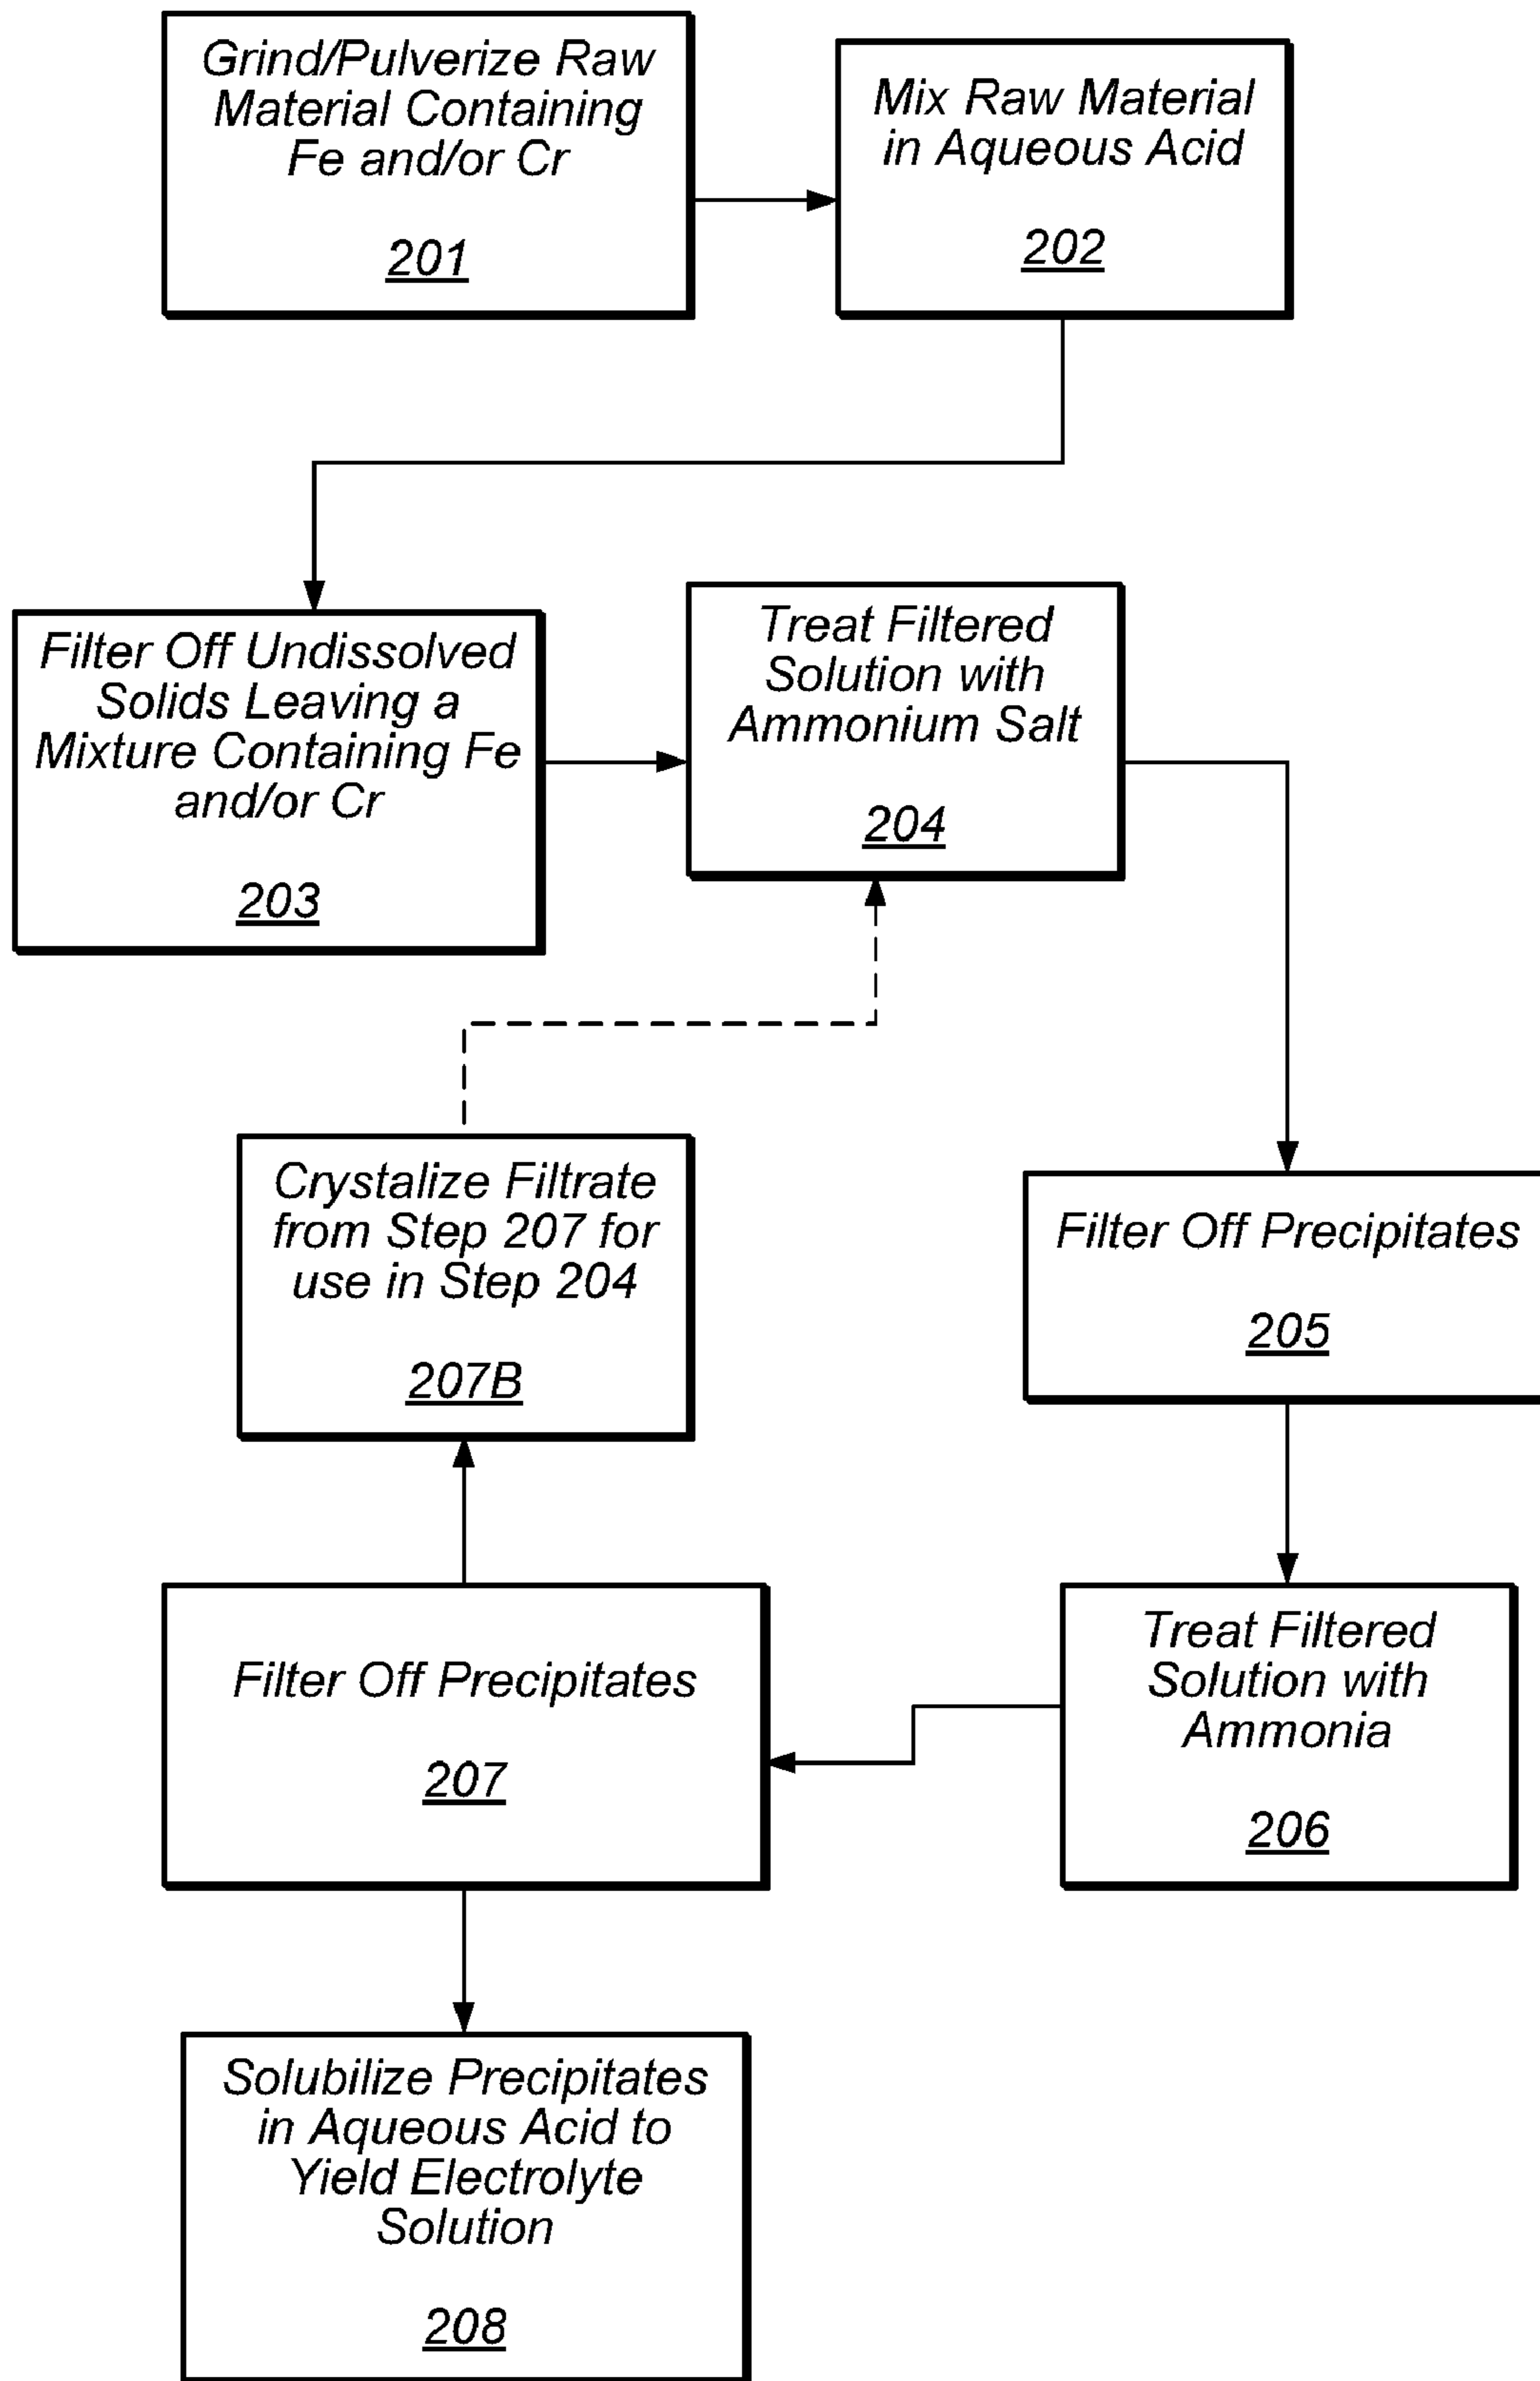 Grind/Pulverize Raw
Material Containing
Fe and/or Cr
201
Mix Raw Material
in Aqueous Acid
202
Filter Off Undissolved
Solids Leaving a
Mixture Containing Fe
and/or Cr
203
Treat Filtered
Solution with
Ammonium Salt
204
Crystalize Filtrate
from Step 207 for
use in Step 204
207B
Filter Off Precipitates
205
Filter Off Precipitates
207
Treat Filtered
Solution with
Ammonia
206
Solubilize Precipitates
in Aqueous Acid to
Yield Electrolyte
Solution
208